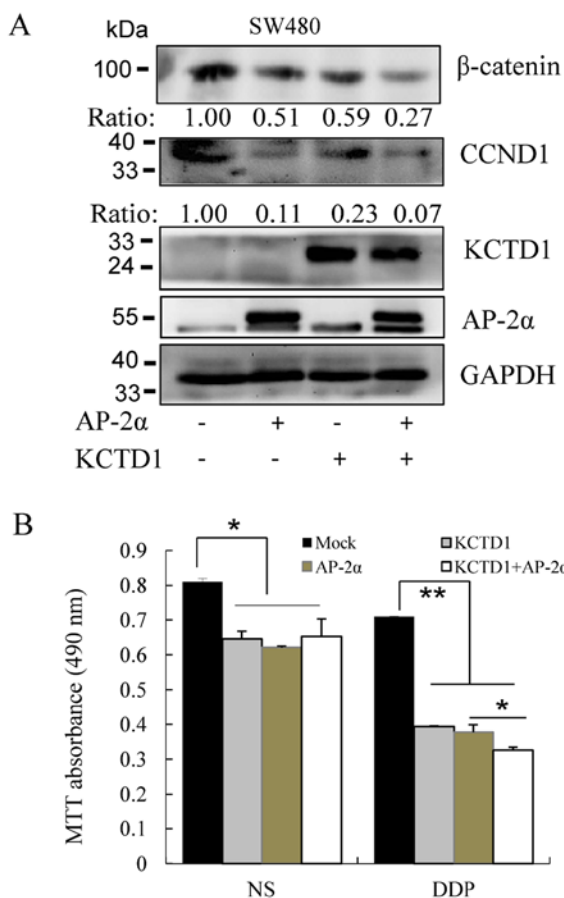 A
kDa SW480
100 β-catenin
Ratio: 1.00 0.51 0.59 0.27
40 CCND1
33
Ratio: 1.00 0.11 0.23 0.07
33 KCTD1
24
55 AP-2α
40 GAPDH
33
AP-2α - + - +
KCTD1 - - + +
B
* Mock KCTD1
AP-2α KCTD1+AP-2α
**
*
MTT absorbance (490 nm)
0.9
0.8
0.7
0.6
0.5
0.4
0.3
0.2
0.1
0
NS DDP